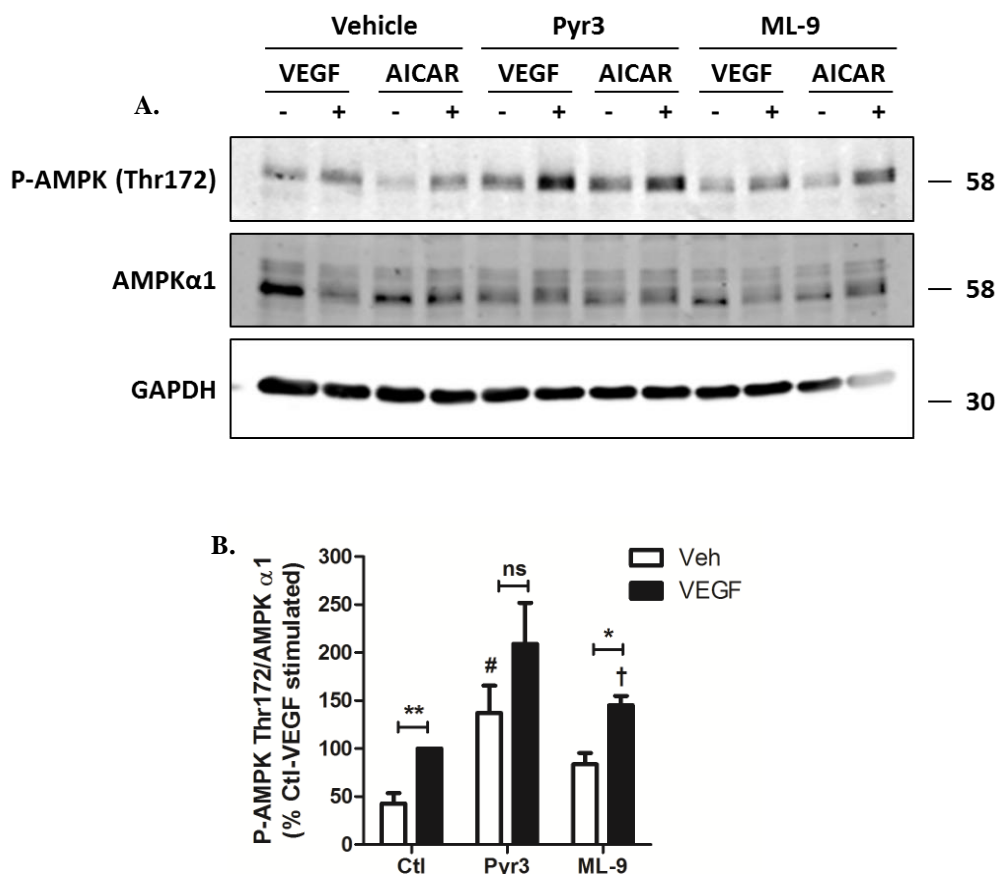 Vehicle Pyr3 ML-9
VEGF AICAR VEGF AICAR VEGF AICAR
A. - + - + - + - + - + - +
P-AMPK (Thr172) — 58
AMPKα1 — 58
GAPDH — 30
B.
P-AMPK Thr172/AMPK α1
(% Ctl-VEGF stimulated)
300
250
200
150
100
50
0
Veh
VEGF
**
#
ns
*
†
Ctl Pyr3 ML-9